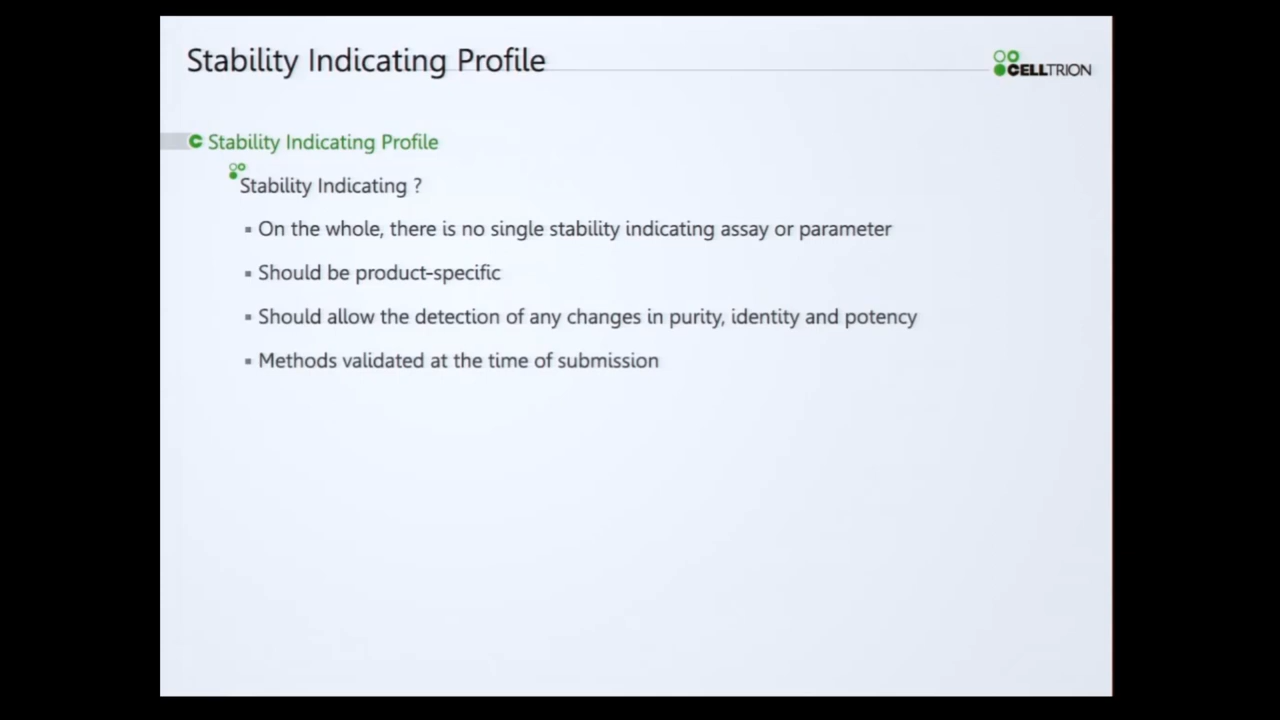 Stability Indicating Profile
CELLTRION
Stability Indicating Profile
Stability Indicating ?
▪ On the whole, there is no single stability indicating assay or parameter
▪ Should be product-specific
▪ Should allow the detection of any changes in purity, identity and potency
▪ Methods validated at the time of submission